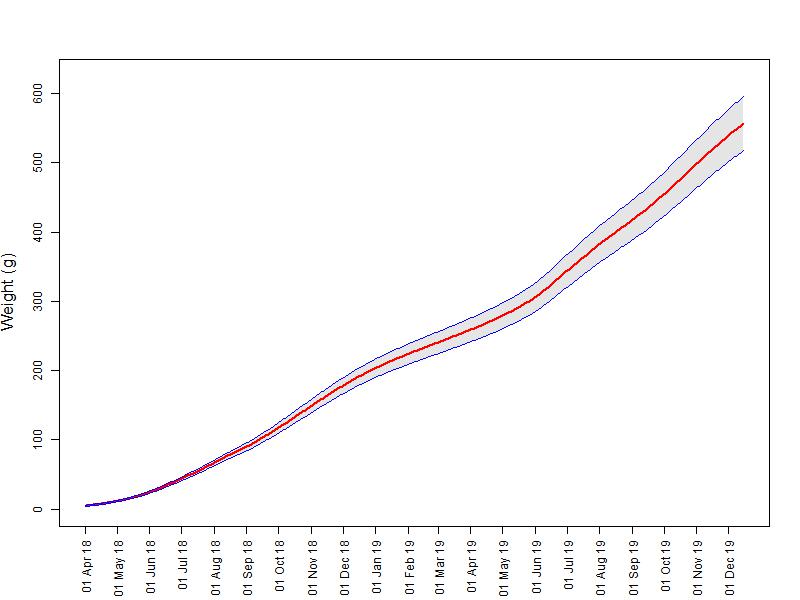 Weight (g)
600
500
400
300
200
100
0
01 Apr 18
01 May 18
01 Jun 18
01 Jul 18
01 Aug 18
01 Sep 18
01 Oct 18
01 Nov 18
01 Dec 18
01 Jan 19
01 Feb 19
01 Mar 19
01 Apr 19
01 May 19
01 Jun 19
01 Jul 19
01 Aug 19
01 Sep 19
01 Oct 19
01 Nov 19
01 Dec 19